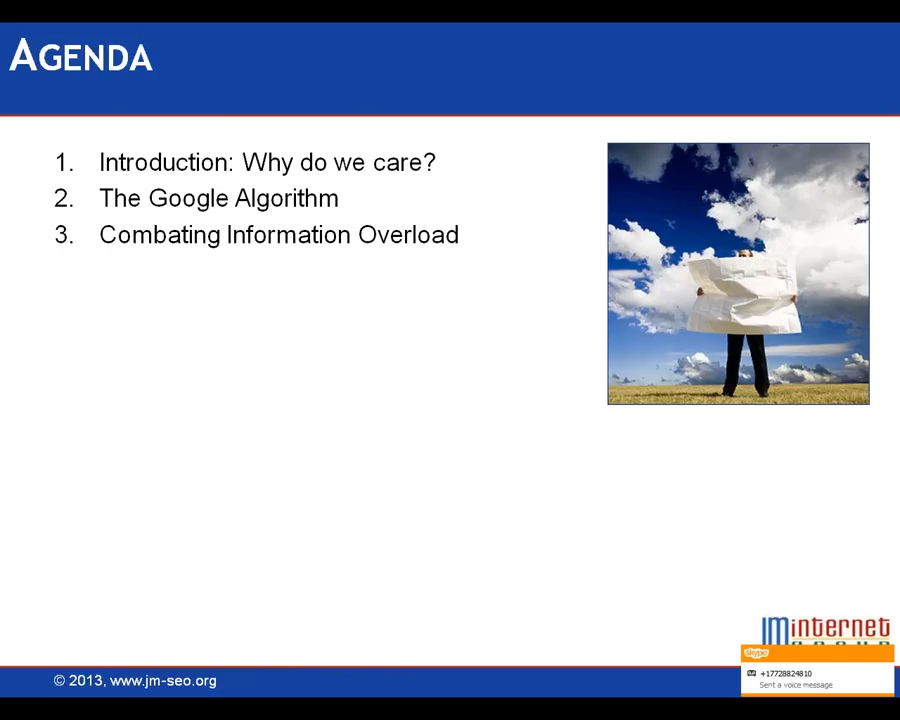 AGENDA
1. Introduction: Why do we care?
2. The Google Algorithm
3. Combating Information Overload
JMinternet
skype
+17728824810
Sent a voice message
© 2013, www.jm-seo.org